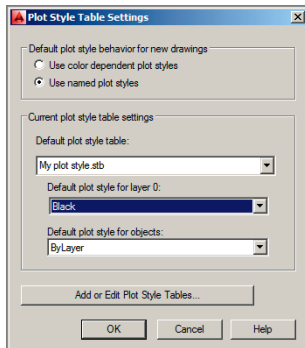 Plot Style Table Settings
Default plot style behavior for new drawings
Use color dependent plot styles
Use named plot styles
Current plot style table settings
Default plot style table:
My plot style.stb
Default plot style for layer 0:
Black
Default plot style for objects:
ByLayer
Add or Edit Plot Style Tables...
OK Cancel Help